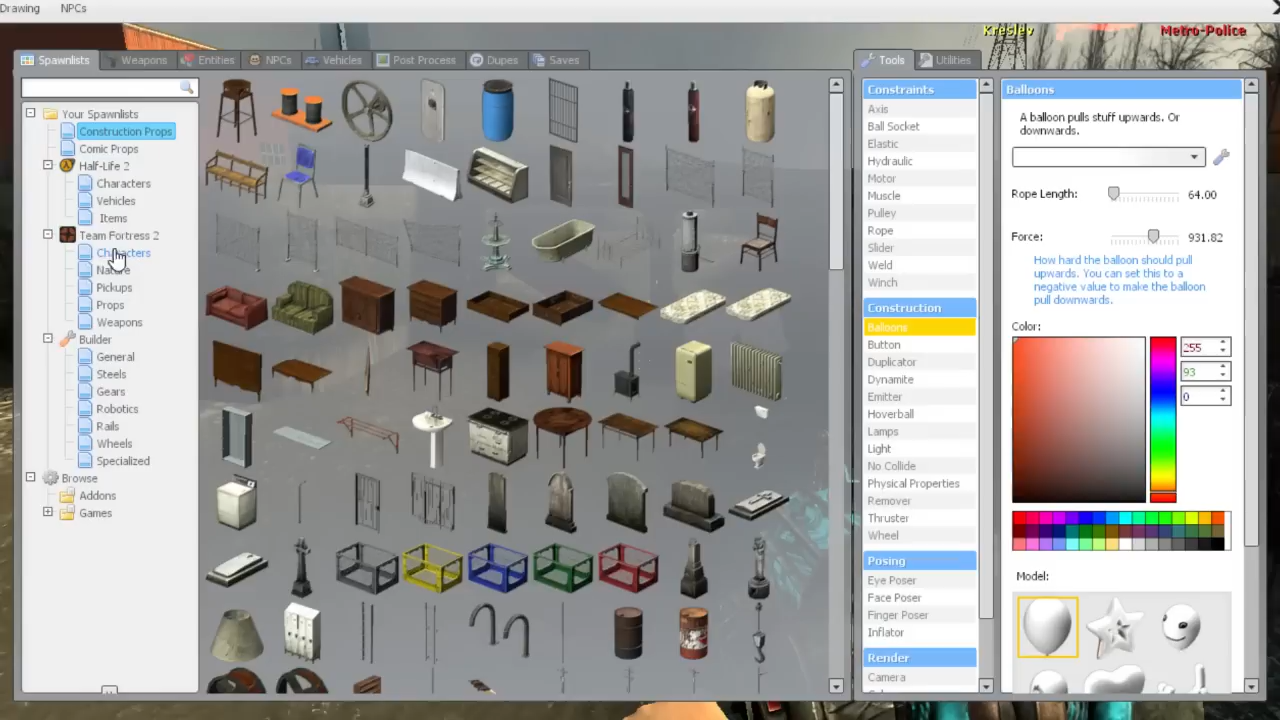 Drawing NPCs
Kreslev Metro-Police
Spawnlists Weapons Entities NPCs Vehicles Post Process Dupes Saves
Tools Utilities
Your Spawnlists
Construction Props
Comic Props
Half-Life 2
Characters
Vehicles
Items
Team Fortress 2
Characters
Nature
Pickups
Props
Weapons
Builder
General
Steels
Gears
Robotics
Rails
Wheels
Specialized
Browse
Addons
Games
Constraints
Axis
Ball Socket
Elastic
Hydraulic
Motor
Muscle
Pulley
Rope
Slider
Weld
Winch
Construction
Balloons
Button
Duplicator
Dynamite
Emitter
Hoverball
Lamps
Light
No Collide
Physical Properties
Remover
Thruster
Wheel
Posing
Eye Poser
Face Poser
Finger Poser
Inflator
Render
Camera
Balloons
A balloon pulls stuff upwards. Or
downwards.
Rope Length: 64.00
Force: 931.82
How hard the balloon should pull
upwards. You can set this to a
negative value to make the balloon
pull downwards.
Color:
255
93
0
Model: